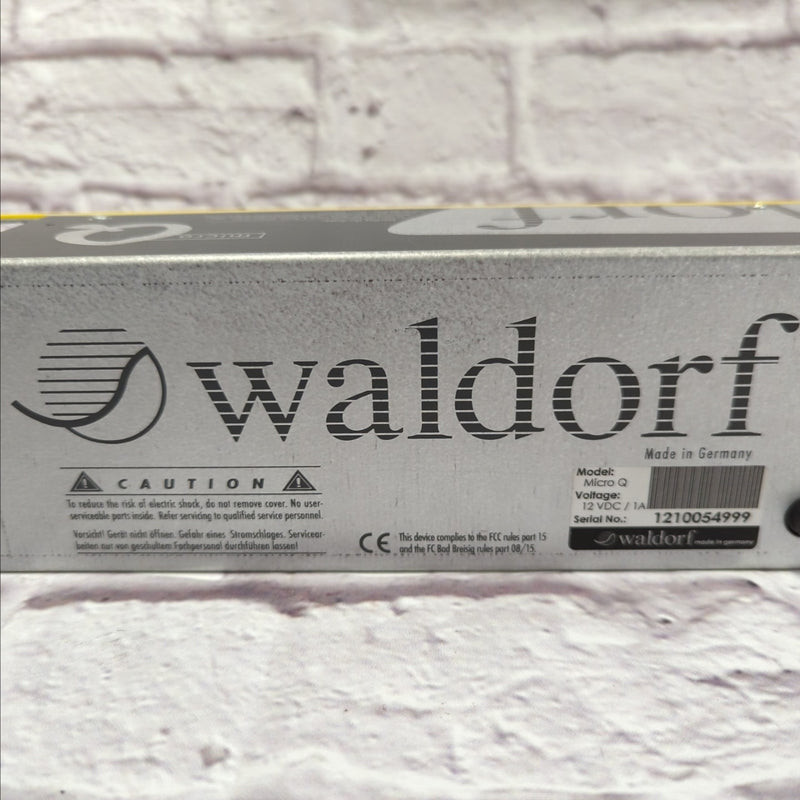 micro
waldorf
Made in Germany
CAUTION
To reduce the risk of electric shock, do not remove cover. No user-
serviceable parts inside. Refer servicing to qualified service personnel.
Vorsicht! Gerät nicht öffnen. Gefahr eines Stromschlages. Servicear-
beiten nur von geschultem Fachpersonal durchführen lassen!
CE
This device complies to the FCC rules part 15
and the FC Bad Breisig rules part 08/15.
Model:
Micro Q
Voltage:
12 VDC / 1A
Serial No.: 1210054999
waldorf made in germany